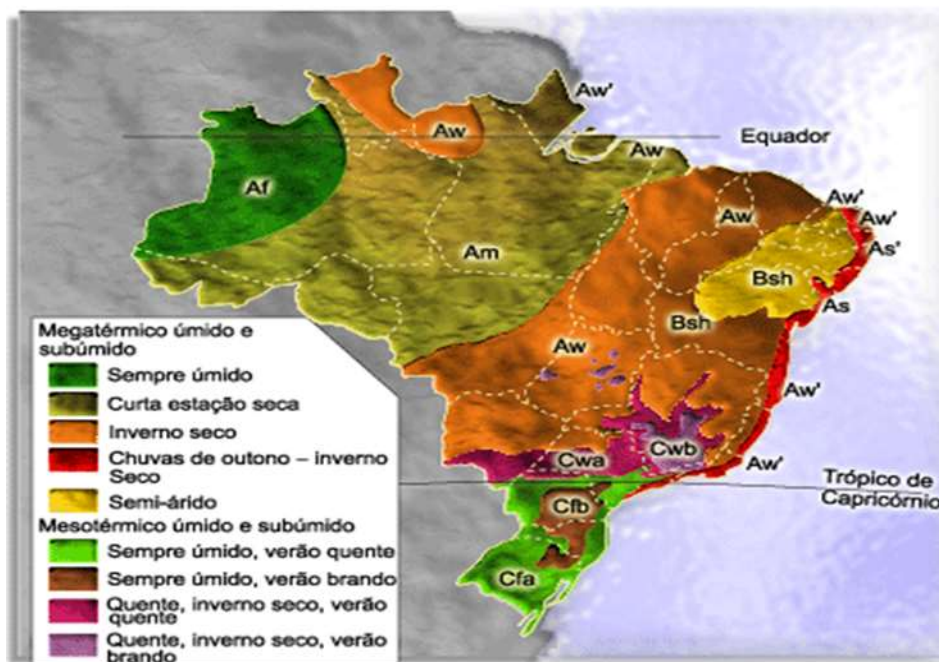 Aw'
Aw
Equador
Aw
Af
Aw'
Aw
Aw'
As'
Am
Bsh
As
Bsh
Aw
Aw'
Cwb
Cwa
Aw'
Trópico de
Capricórnio
Cfb
Cfa
Megatérmico úmido e
subúmido
Sempre úmido
Curta estação seca
Inverno seco
Chuvas de outono – inverno
Seco
Semi-árido
Mesotérmico úmido e subúmido
Sempre úmido, verão quente
Sempre úmido, verão brando
Quente, inverno seco, verão
quente
Quente, inverno seco, verão
brando